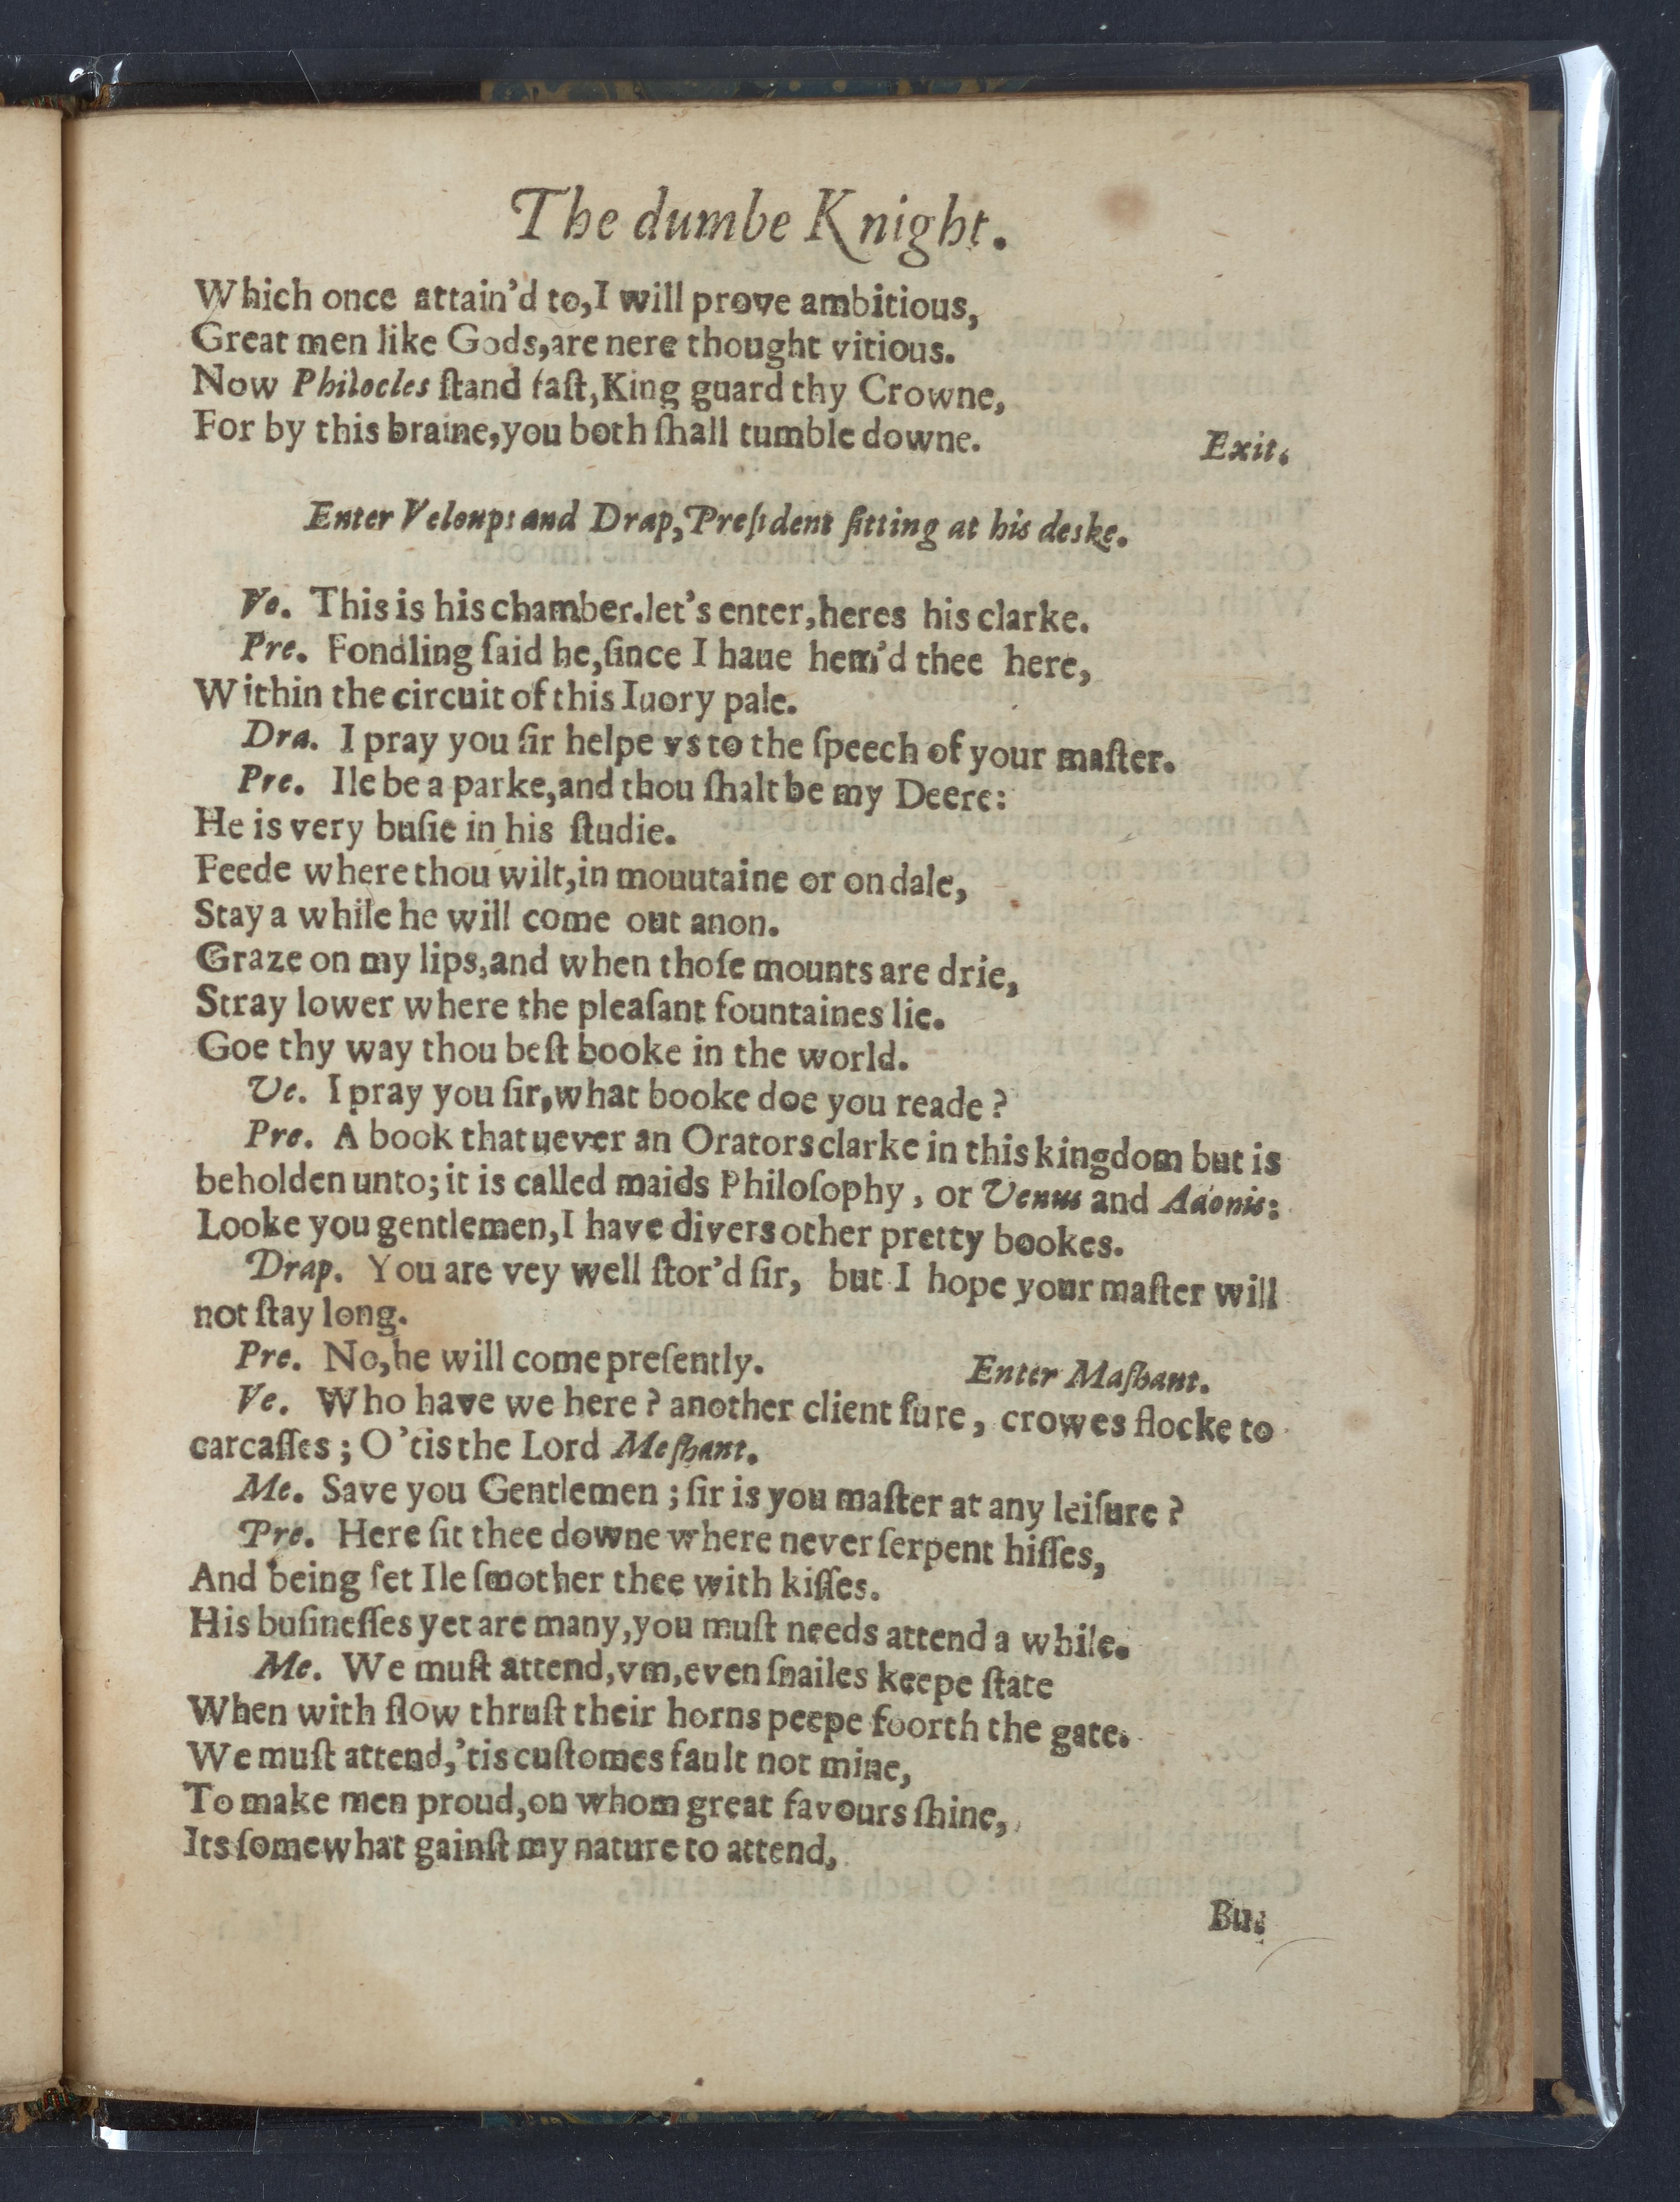 The dumbe Knight.
Which once attain'd to, I will prove ambitious,
Great men like Gods, are nere thought vitious.
Now Philocles ſtand faſt, King guard thy Crowne,
For by this braine, you both ſhall tumble downe.
Exit.
Enter Veloups and Drap, Preſident ſitting at his deske.
Ve. This is his chamber. let's enter, heres his clarke.
Pre. Fondling ſaid he, ſince I haue hem'd thee here,
Within the circuit of this Iuory pale.
Dra. I pray you ſir helpe vs to the ſpeech of your maſter.
Pre. Ile be a parke, and thou ſhalt be my Deere:
He is very buſie in his ſtudie.
Feede where thou wilt, in mouutaine or on dale,
Stay a while he will come out anon.
Graze on my lips, and when thoſe mounts are drie,
Stray lower where the pleaſant fountaines lie.
Goe thy way thou beſt booke in the world.
Ve. I pray you ſir, what booke doe you reade?
Pre. A book that uever an Orators clarke in this kingdom but is
beholden unto; it is called maids Philoſophy, or Venus and Adonis:
Looke you gentlemen, I have divers other pretty bookes.
Drap. You are vey well ſtor'd ſir, but I hope your maſter will
not ſtay long.
Pre. No, he will come preſently. Enter Maſhant.
Ve. Who have we here? another client ſure, crowes flocke to
carcaſſes; O 'tis the Lord Meſhant.
Me. Save you Gentlemen; ſir is you maſter at any leiſure?
Pre. Here ſit thee downe where never ſerpent hiſſes,
And being ſet Ile ſmother thee with kiſſes.
His buſineſſes yet are many, you muſt needs attend a while.
Me. We muſt attend, vm, even ſnailes keepe ſtate
When with ſlow thruſt their horns peepe foorth the gate.
We muſt attend, 'tis cuſtomes fault not mine,
To make men proud, on whom great favours ſhine,
Its ſomewhat gainſt my nature to attend,
But